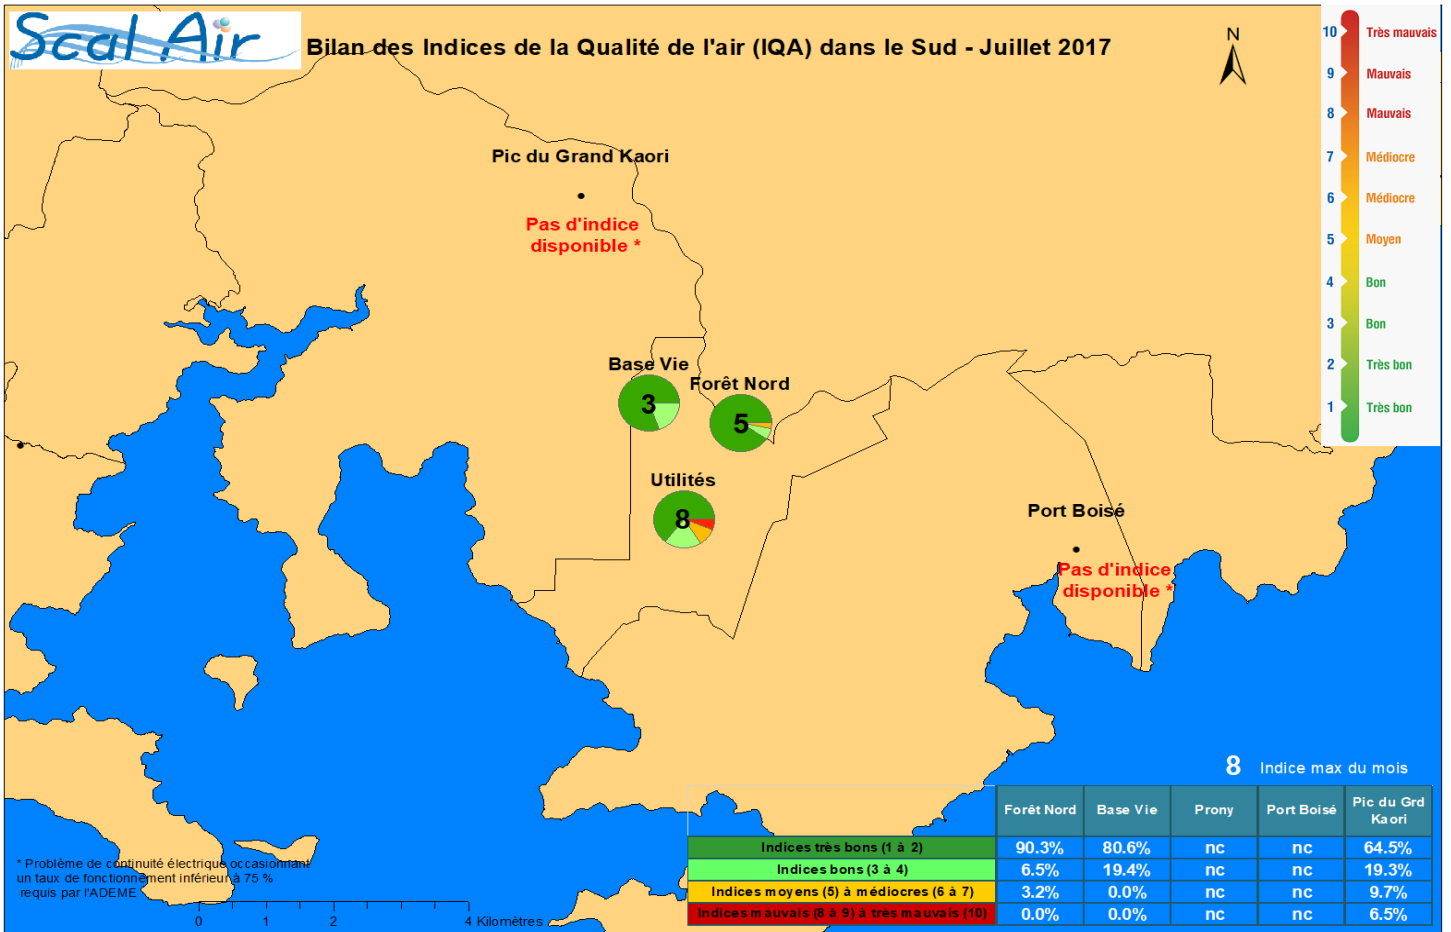 Scal Air
Bilan des Indices de la Qualité de l'air (IQA) dans le Sud - Juillet 2017
N
10 Très mauvais
9 Mauvais
8 Mauvais
7 Médiocre
6 Médiocre
5 Moyen
4 Bon
3 Bon
2 Très bon
1 Très bon
Pic du Grand Kaori
Pas d'indice
disponible *
Base Vie
3
Forêt Nord
5
Utilités
8
Port Boisé
Pas d'indice
disponible *
8 Indice max du mois
Forêt Nord Base Vie Prony Port Boisé Pic du Grd
Kaori
Indices très bons (1 à 2) 90.3% 80.6% nc nc 64.5%
Indices bons (3 à 4) 6.5% 19.4% nc nc 19.3%
Indices moyens (5) à médiocres (6 à 7) 3.2% 0.0% nc nc 9.7%
Indices mauvais (8 à 9) à très mauvais (10) 0.0% 0.0% nc nc 6.5%
* Problème de continuité électrique occasionnant
un taux de fonctionnement inférieur à 75 %
requis par l'ADEME
0 1 2 4 Kilomètres